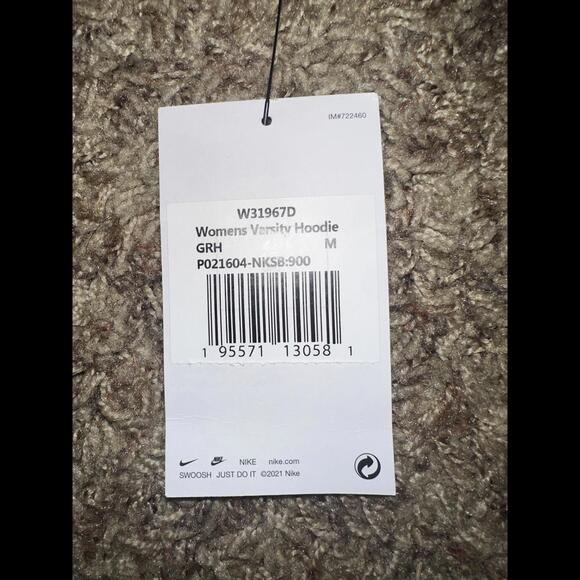 IM#722460
W31967D
Womens Varsity Hoodie
GRH M
P021604-NKSB:900
1 95571 13058 1
NIKE nike.com
SWOOSH JUST DO IT ©2021 Nike